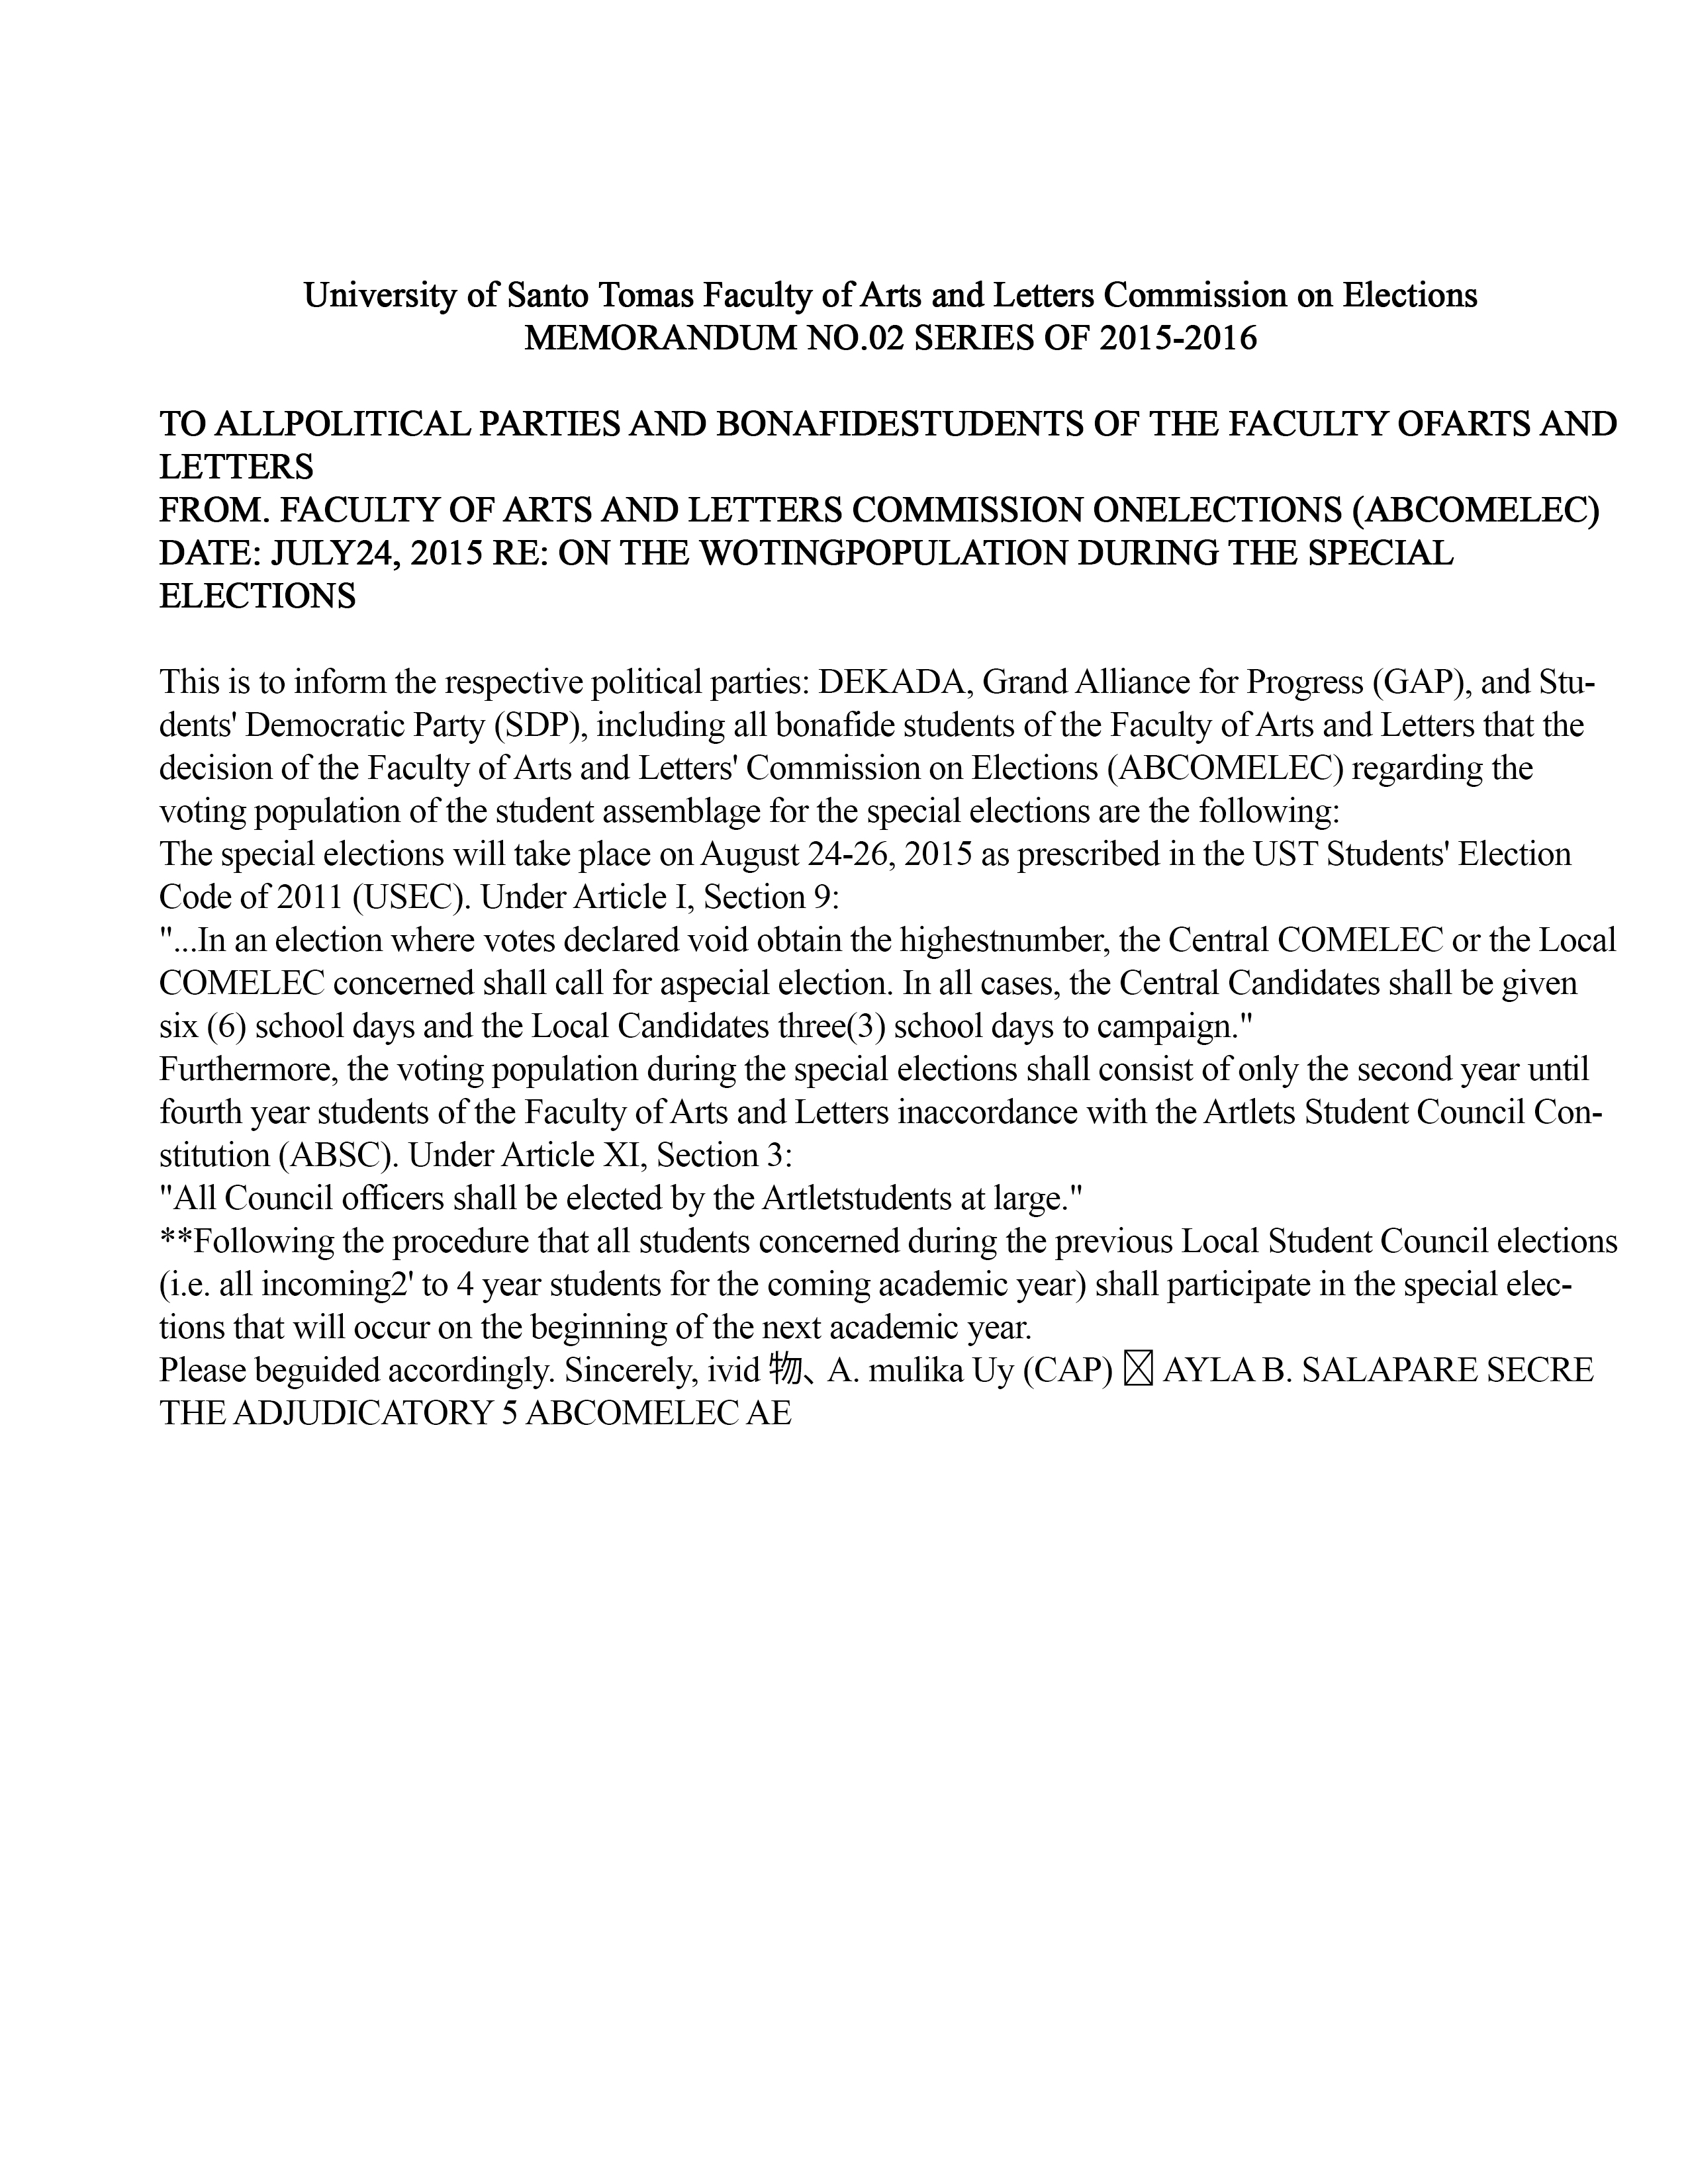 University of Santo Tomas Faculty of Arts and Letters Commission on Elections
MEMORANDUM NO.02 SERIES OF 2015-2016
TO ALLPOLITICAL PARTIES AND BONAFIDESTUDENTS OF THE FACULTY OFARTS AND
LETTERS
FROM. FACULTY OF ARTS AND LETTERS COMMISSION ONELECTIONS (ABCOMELEC)
DATE: JULY24, 2015 RE: ON THE WOTINGPOPULATION DURING THE SPECIAL
ELECTIONS
This is to inform the respective political parties: DEKADA, Grand Alliance for Progress (GAP), and Stu-
dents' Democratic Party (SDP), including all bonafide students of the Faculty of Arts and Letters that the
decision of the Faculty of Arts and Letters' Commission on Elections (ABCOMELEC) regarding the
voting population of the student assemblage for the special elections are the following:
The special elections will take place on August 24-26, 2015 as prescribed in the UST Students' Election
Code of 2011 (USEC). Under Article I, Section 9:
"...In an election where votes declared void obtain the highestnumber, the Central COMELEC or the Local
COMELEC concerned shall call for aspecial election. In all cases, the Central Candidates shall be given
six (6) school days and the Local Candidates three(3) school days to campaign."
Furthermore, the voting population during the special elections shall consist of only the second year until
fourth year students of the Faculty of Arts and Letters inaccordance with the Artlets Student Council Con-
stitution (ABSC). Under Article XI, Section 3:
"All Council officers shall be elected by the Artletstudents at large."
**Following the procedure that all students concerned during the previous Local Student Council elections
(i.e. all incoming2' to 4 year students for the coming academic year) shall participate in the special elec-
tions that will occur on the beginning of the next academic year.
Please beguided accordingly. Sincerely, ivid 物、A. mulika Uy (CAP) AYLA B. SALAPARE SECRE
THE ADJUDICATORY 5 ABCOMELEC AE